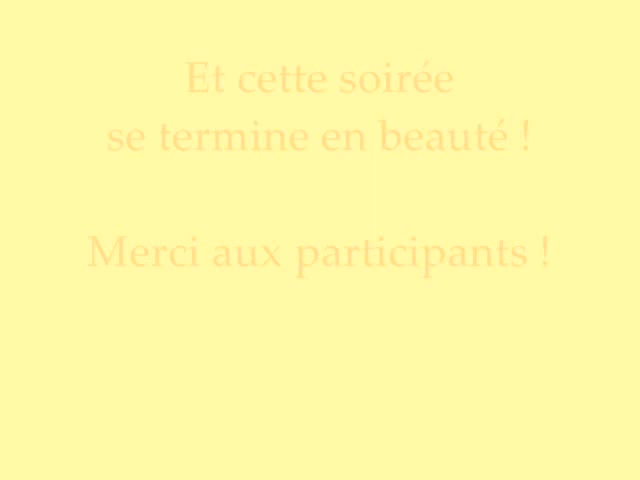 Et cette soirée
se termine en beauté !
Merci aux participants !